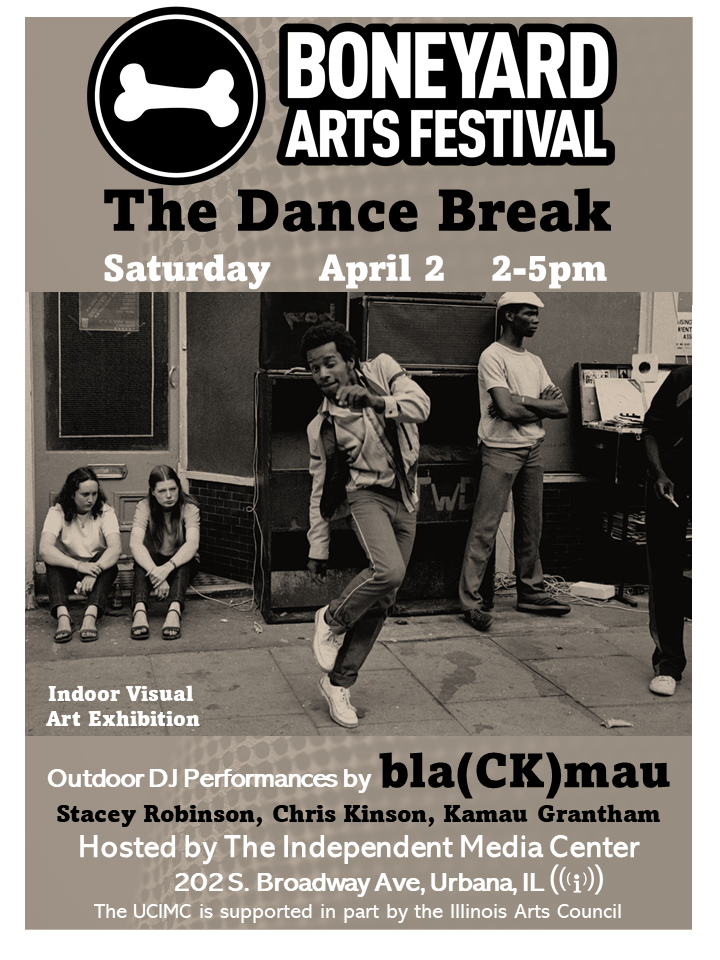 BONEYARD
ARTS FESTIVAL
The Dance Break
Saturday April 2 2-5pm
TWD
Indoor Visual
Art Exhibition
Outdoor DJ Performances by bla(CK)mau
Stacey Robinson, Chris Kinson, Kamau Grantham
Hosted by The Independent Media Center
202 S. Broadway Ave, Urbana, IL (((i)))
The UCIMC is supported in part by the Illinois Arts Council